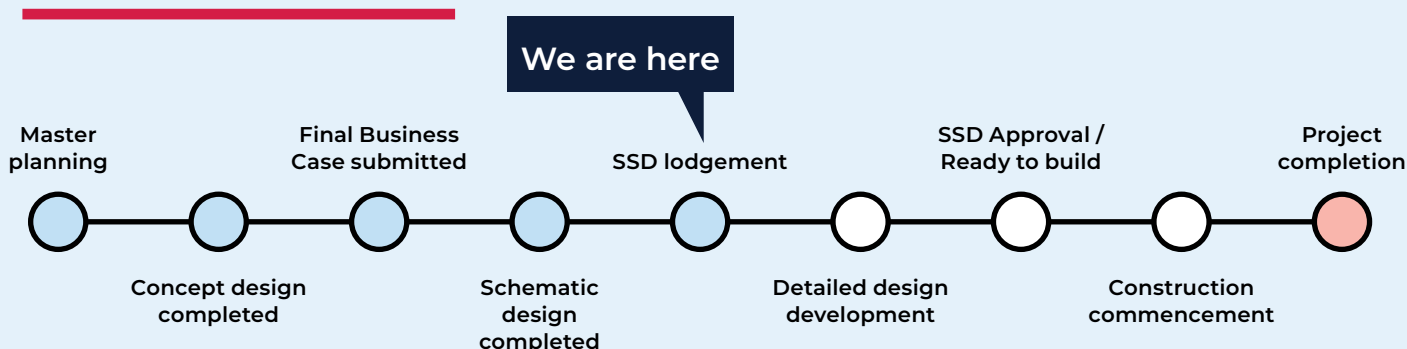 We are here
Master
planning
Final Business
Case submitted
SSD lodgement
SSD Approval /
Ready to build
Project
completion
Concept design
completed
Schematic
design
completed
Detailed design
development
Construction
commencement